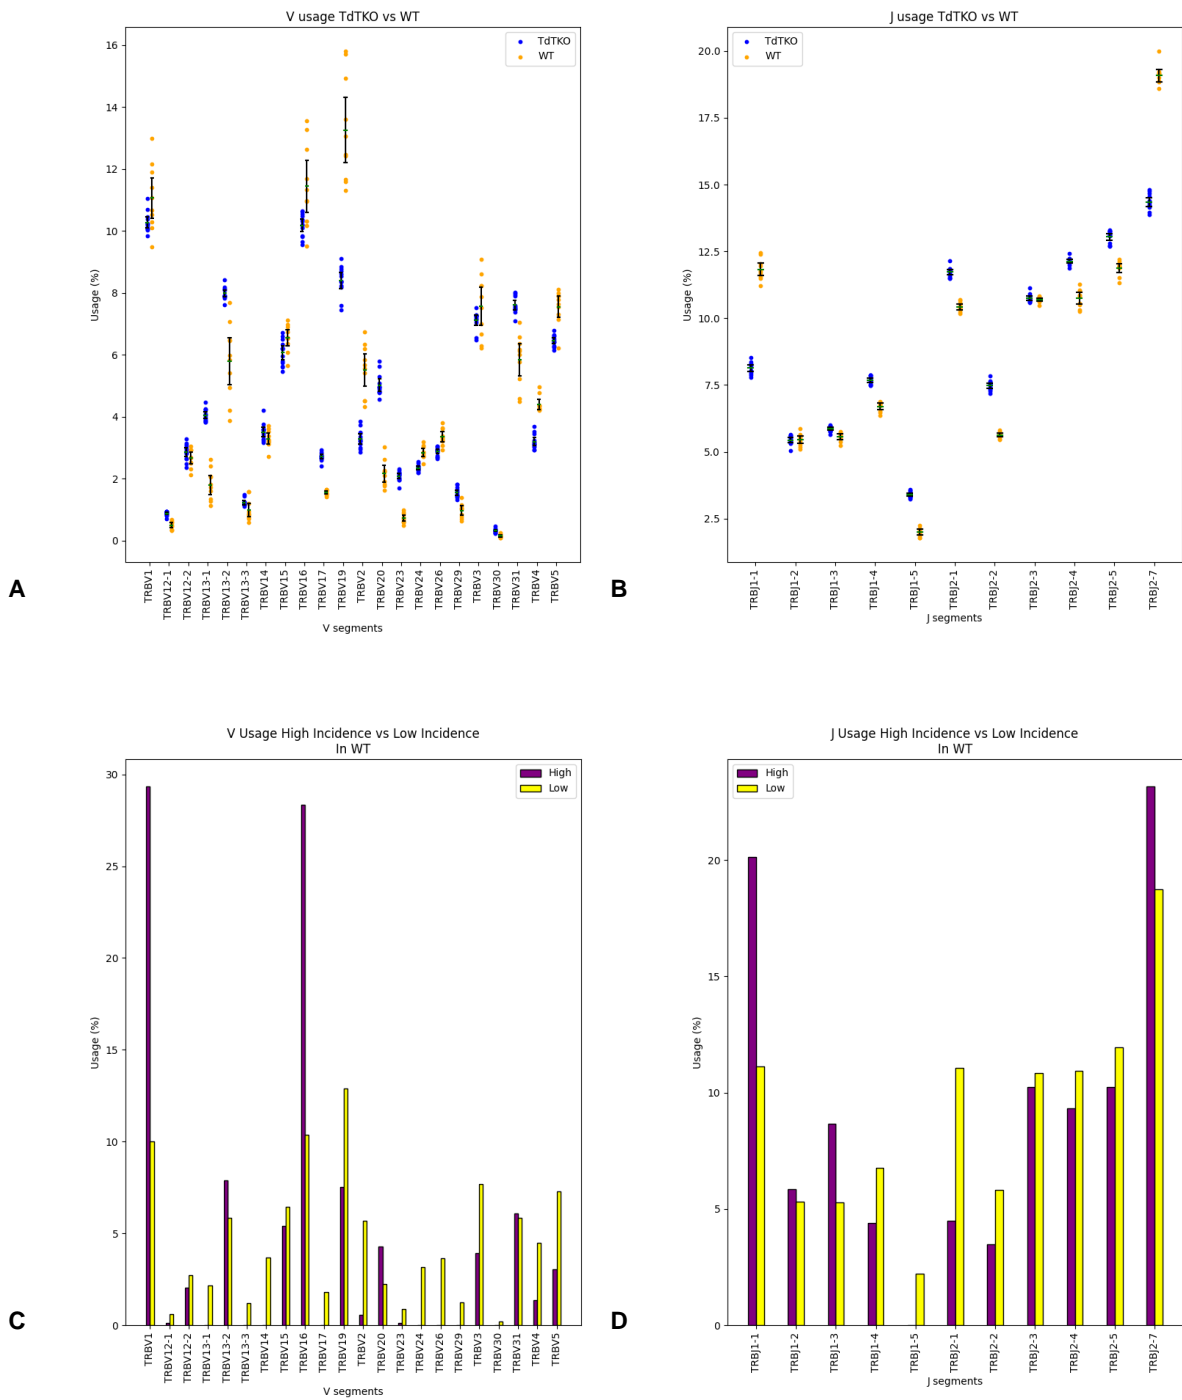 V usage TdTKO vs WT
16
14
12
10
8
6
4
2
0
Usage (%)
TdTKO
WT
TRBV1
TRBV12-1
TRBV12-2
TRBV13-1
TRBV13-2
TRBV13-3
TRBV14
TRBV15
TRBV16
TRBV17
TRBV19
TRBV2
TRBV20
TRBV23
TRBV24
TRBV26
TRBV29
TRBV3
TRBV30
TRBV31
TRBV4
TRBV5
V segments
A
J usage TdTKO vs WT
20.0
17.5
15.0
12.5
10.0
7.5
5.0
2.5
Usage (%)
TdTKO
WT
TRBJ1-1
TRBJ1-2
TRBJ1-3
TRBJ1-4
TRBJ1-5
TRBJ2-1
TRBJ2-2
TRBJ2-3
TRBJ2-4
TRBJ2-5
TRBJ2-7
J segments
B
V Usage High Incidence vs Low Incidence
In WT
30
25
20
15
10
5
0
Usage (%)
High
Low
TRBV1
TRBV12-1
TRBV12-2
TRBV13-1
TRBV13-2
TRBV13-3
TRBV14
TRBV15
TRBV16
TRBV17
TRBV19
TRBV2
TRBV20
TRBV23
TRBV24
TRBV26
TRBV29
TRBV3
TRBV30
TRBV31
TRBV4
TRBV5
V segments
C
J Usage High Incidence vs Low Incidence
In WT
20
15
10
5
0
Usage (%)
High
Low
TRBJ1-1
TRBJ1-2
TRBJ1-3
TRBJ1-4
TRBJ1-5
TRBJ2-1
TRBJ2-2
TRBJ2-3
TRBJ2-4
TRBJ2-5
TRBJ2-7
J segments
D